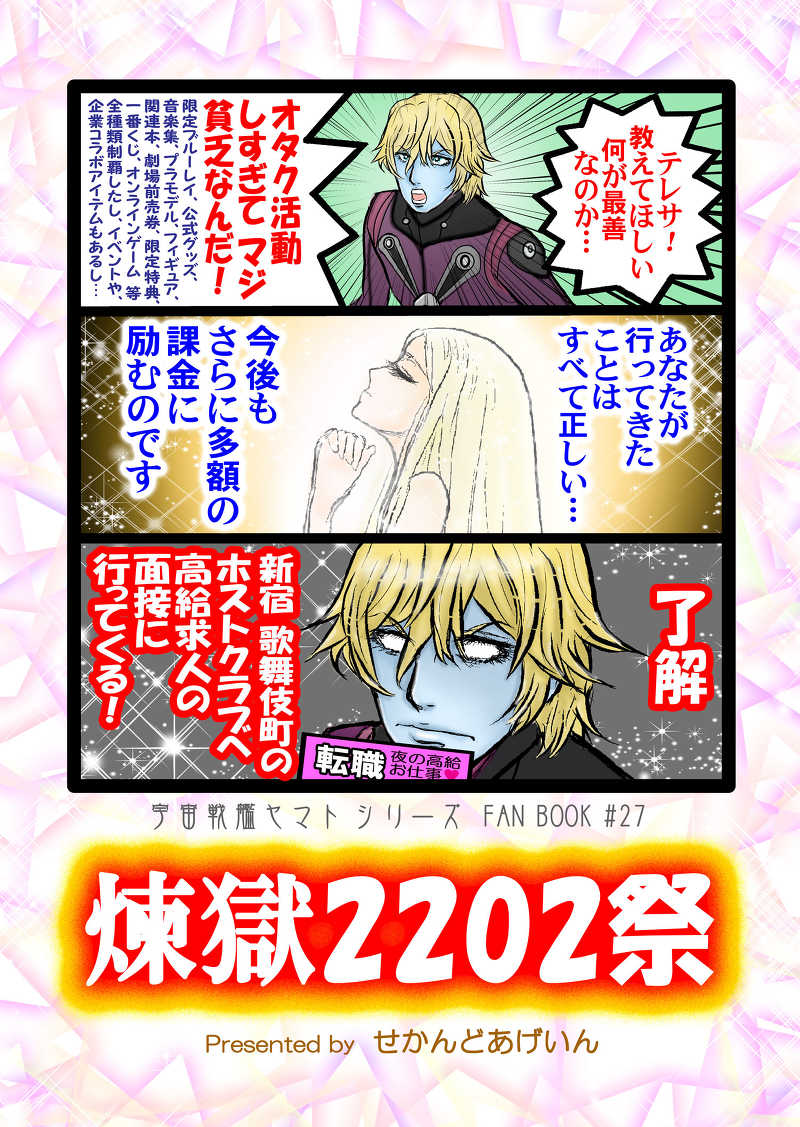 テレサ！
教えてほしい
何が最善
なのか…
オタク活動
しすぎて マジ
貧乏なんだ！
限定ブルーレイ、公式グッズ、
音楽集、プラモデル、フィギュア、
関連本、劇場前売券、限定特典、
一番くじ、オンラインゲーム 等
全種類制覇したし、イベントや、
企業コラボアイテムもあるし…
あなたが
行ってきた
ことは
すべて正しい…
今後も
さらに多額の
課金に
励むのです
了解
新宿 歌舞伎町の
ホストクラブへ
高給求人の
面接に
行ってくる！
転職
夜の高給
お仕事♥
宇宙戦艦ヤマト シリーズ FAN BOOK #27
煉獄2202祭
Presented by せかんどあげいん